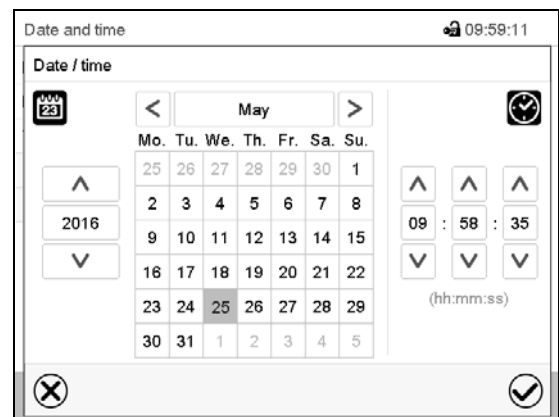 Date and time 09:59:11
Date / time
23 < May >
Mo. Tu. We. Th. Fr. Sa. Su.
25 26 27 28 29 30 1
2 3 4 5 6 7 8
2016 09 : 58 : 35
9 10 11 12 13 14 15
16 17 18 19 20 21 22
(hh:mm:ss)
23 24 25 26 27 28 29
30 31 1 2 3 4 5